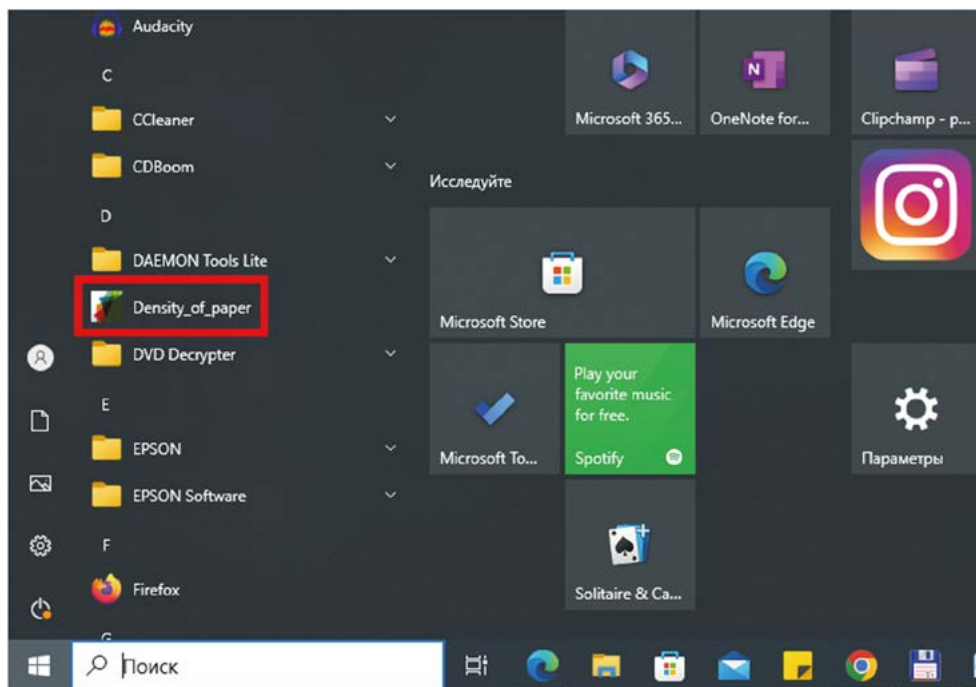 Audacity
C
CCleaner
CDBoom
D
DAEMON Tools Lite
Density_of_paper
DVD Decrypter
E
EPSON
EPSON Software
F
Firefox
Microsoft 365...
OneNote for...
Clipchamp - p...
Исследуйте
Microsoft Store
Microsoft Edge
Microsoft To...
Play your
favorite music
for free.
Spotify
Параметры
Solitaire & Ca...
Поиск